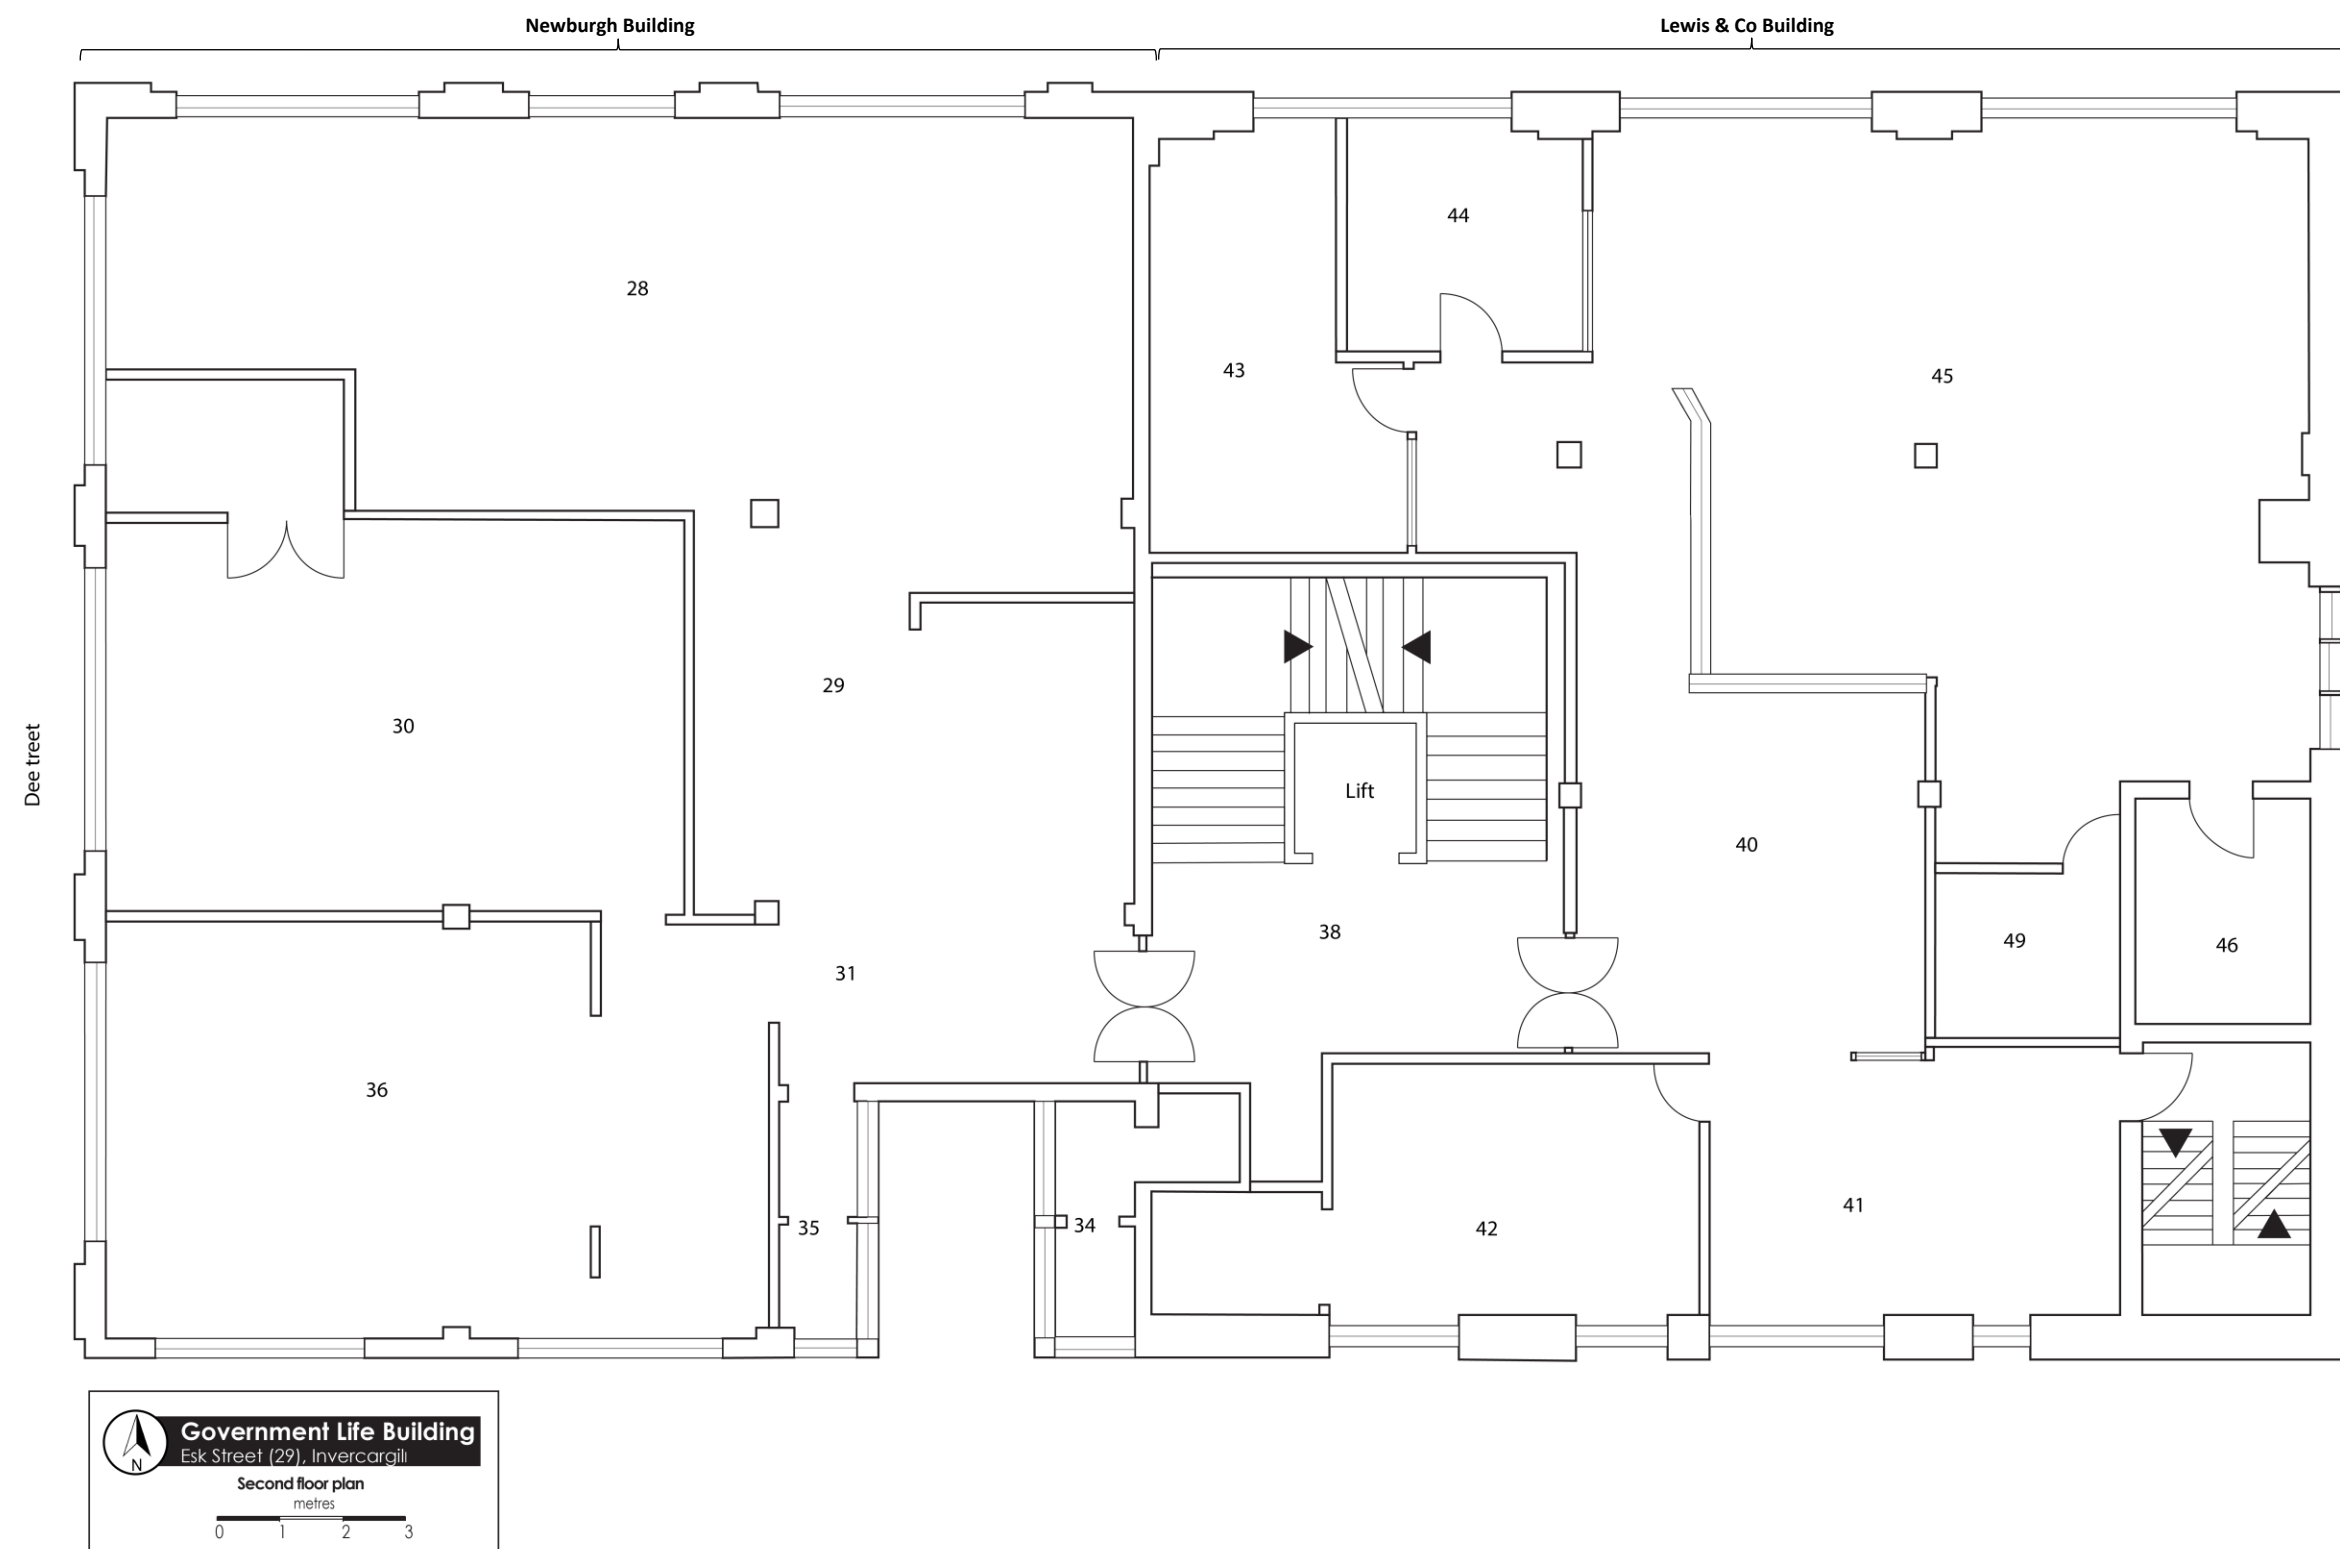 Newburgh Building
Lewis & Co Building
44
28
43
45
29
30
Lift
40
38
49
46
31
36
41
35
34
42
Dee street
Government Life Building
Esk Street (29), Invercargill
N
Second floor plan
metres
0 1 2 3